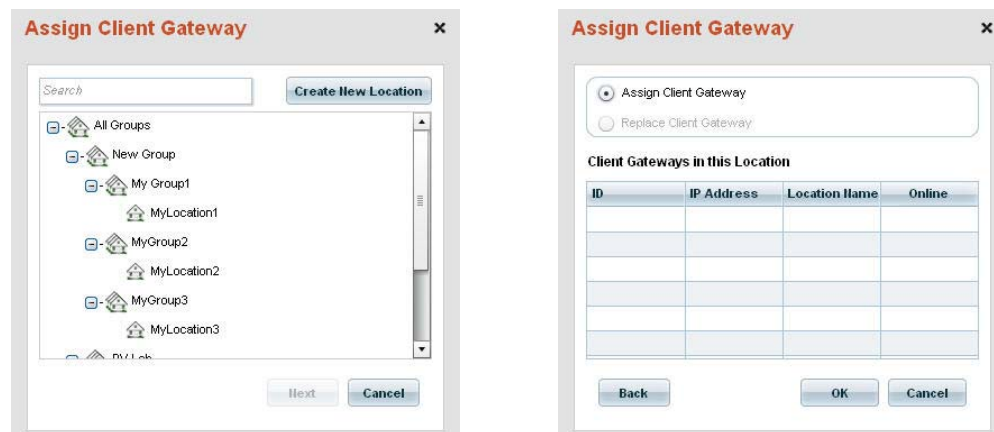 Assign Client Gateway
Search
Create New Location
All Groups
New Group
My Group1
MyLocation1
MyGroup2
MyLocation2
MyGroup3
MyLocation3
Next
Cancel
Assign Client Gateway
Assign Client Gateway
Replace Client Gateway
Client Gateways in this Location
ID IP Address Location Name Online
Back
OK
Cancel